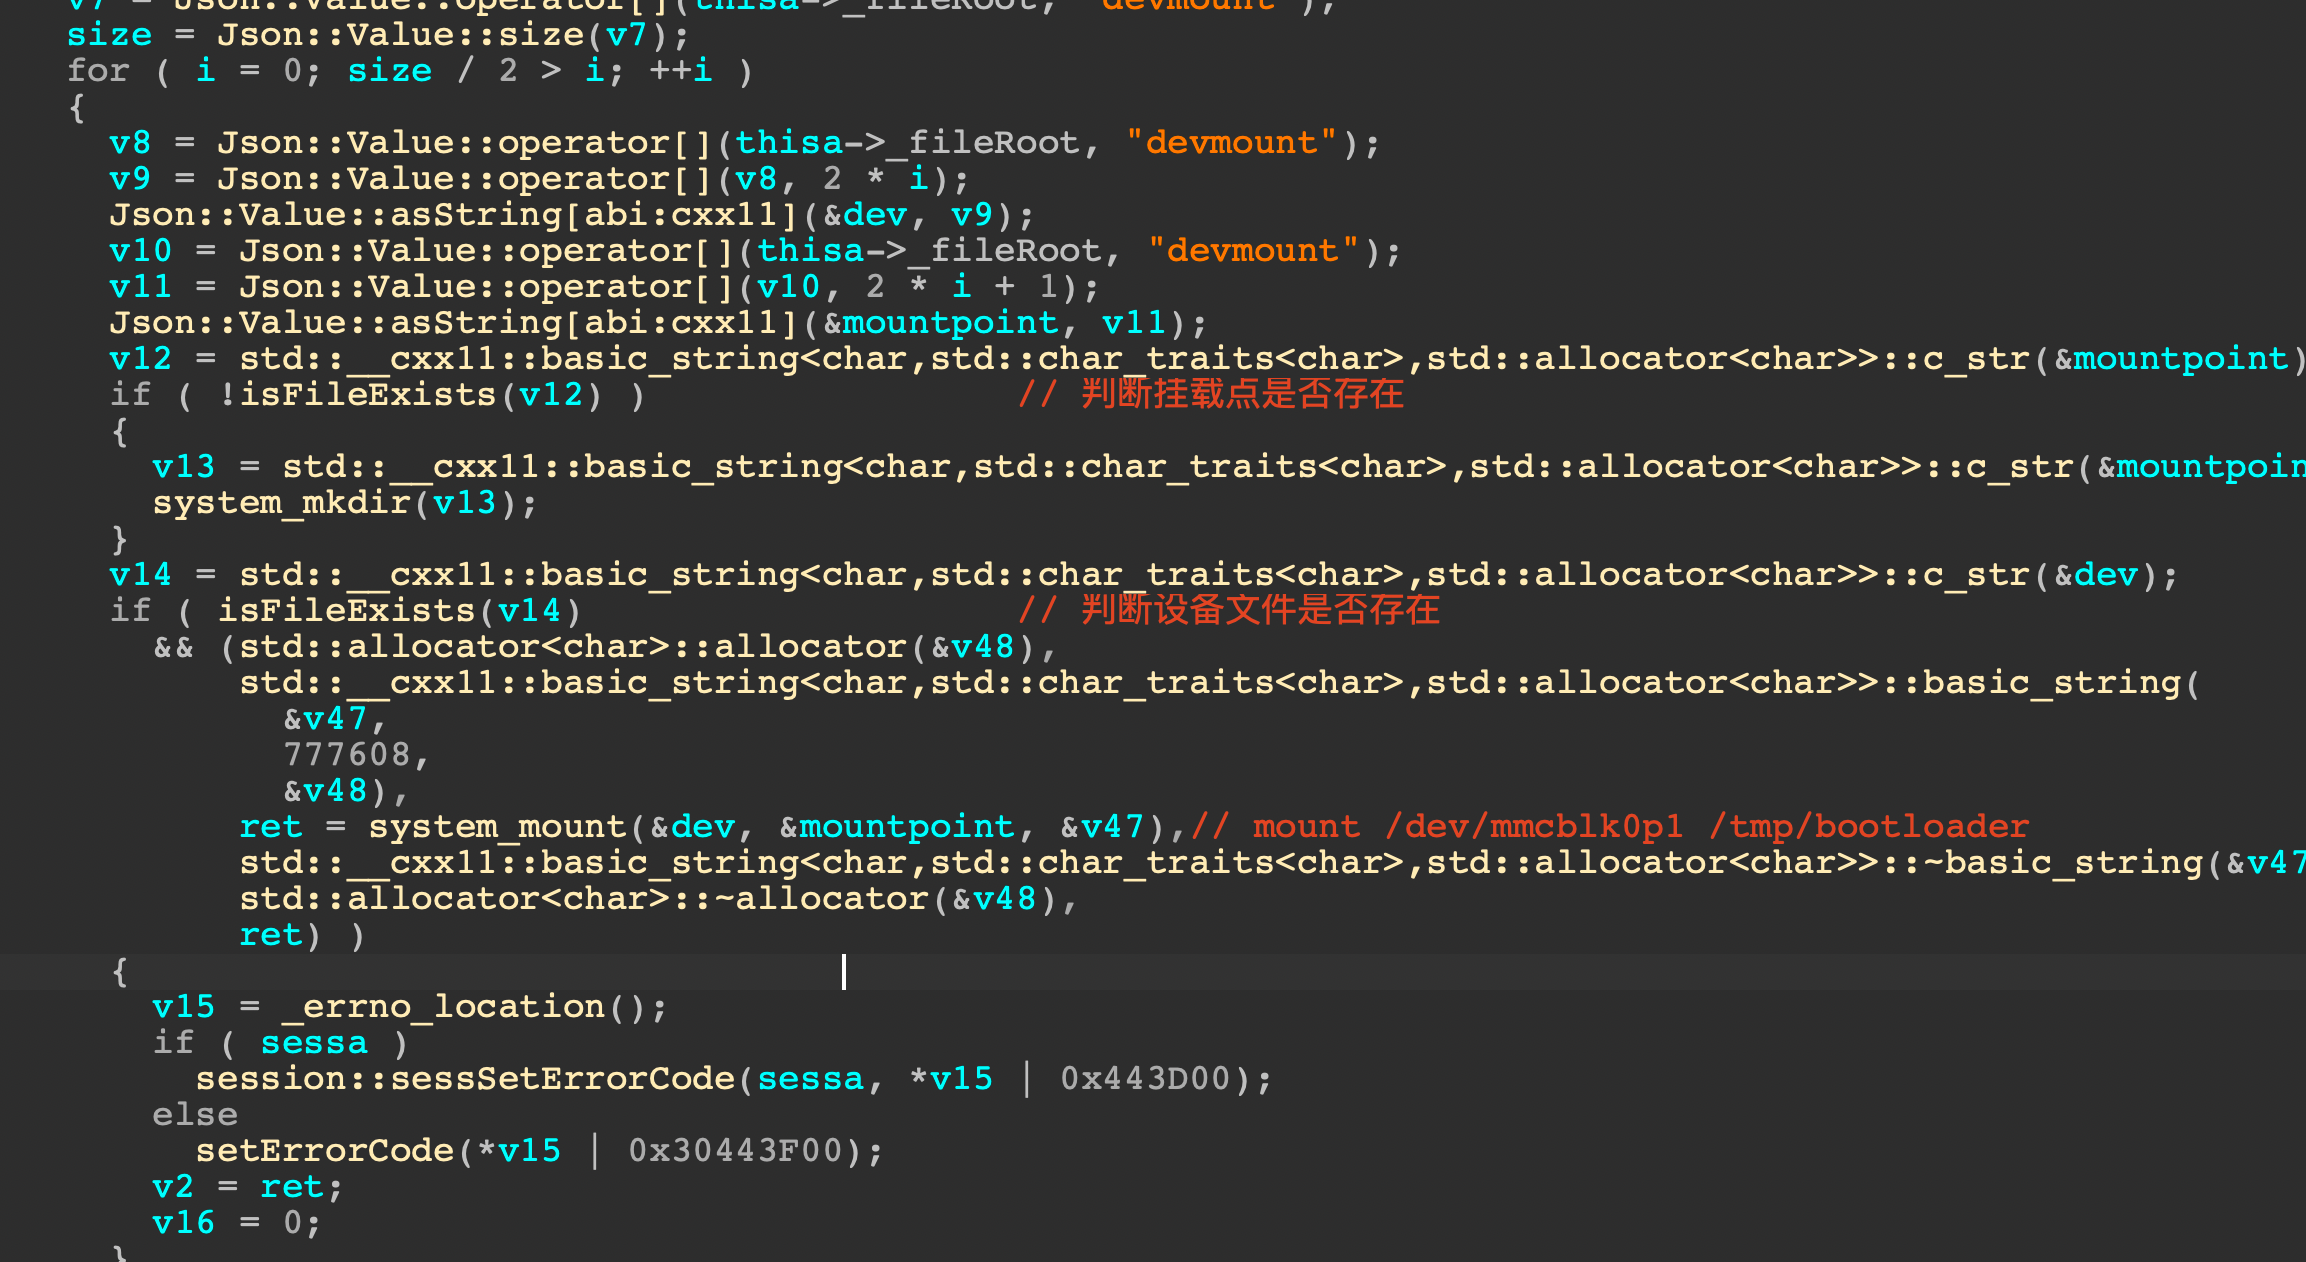 v7 = Json::Value::operator[](thisa->_fileRoot, "devmount");
size = Json::Value::size(v7);
for ( i = 0; size / 2 > i; ++i )
{
v8 = Json::Value::operator[](thisa->_fileRoot, "devmount");
v9 = Json::Value::operator[](v8, 2 * i);
Json::Value::asString[abi:cxx11](&dev, v9);
v10 = Json::Value::operator[](thisa->_fileRoot, "devmount");
v11 = Json::Value::operator[](v10, 2 * i + 1);
Json::Value::asString[abi:cxx11](&mountpoint, v11);
v12 = std::__cxx11::basic_string<char,std::char_traits<char>,std::allocator<char>>::c_str(&mountpoint)
if ( !isFileExists(v12) ) // 判断挂载点是否存在
{
v13 = std::__cxx11::basic_string<char,std::char_traits<char>,std::allocator<char>>::c_str(&mountpoin
system_mkdir(v13);
}
v14 = std::__cxx11::basic_string<char,std::char_traits<char>,std::allocator<char>>::c_str(&dev);
if ( isFileExists(v14) // 判断设备文件是否存在
&& (std::allocator<char>::allocator(&v48),
std::__cxx11::basic_string<char,std::char_traits<char>,std::allocator<char>>::basic_string(
&v47,
777608,
&v48),
ret = system_mount(&dev, &mountpoint, &v47),// mount /dev/mmcblk0p1 /tmp/bootloader
std::__cxx11::basic_string<char,std::char_traits<char>,std::allocator<char>>::~basic_string(&v47
std::allocator<char>::~allocator(&v48),
ret) )
{
v15 = _errno_location();
if ( sessa )
session::sessSetErrorCode(sessa, *v15 | 0x443D00);
else
setErrorCode(*v15 | 0x30443F00);
v2 = ret;
v16 = 0;
}